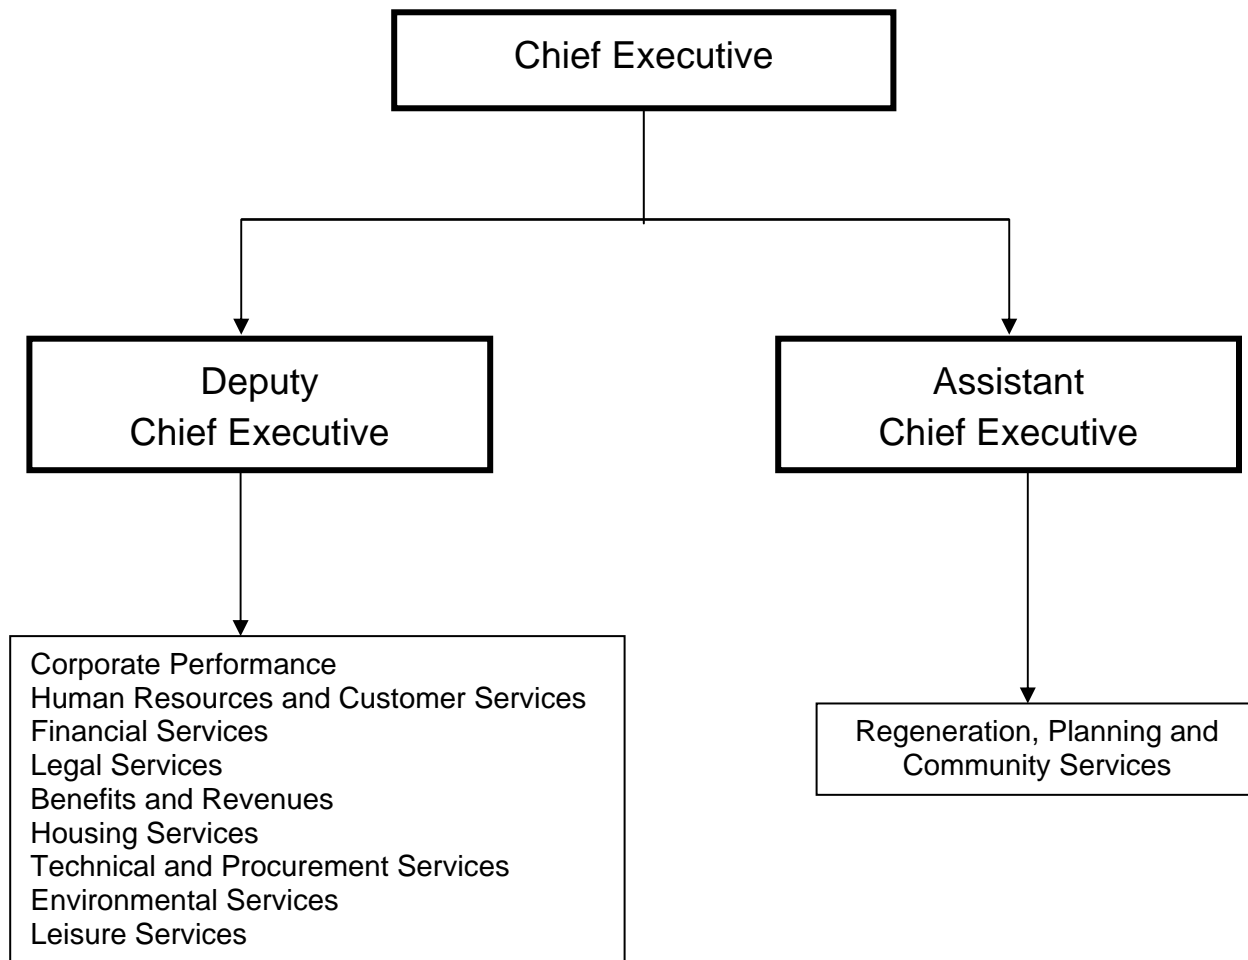 Chief Executive
Deputy
Chief Executive
Assistant
Chief Executive
Corporate Performance
Human Resources and Customer Services
Financial Services
Legal Services
Benefits and Revenues
Housing Services
Technical and Procurement Services
Environmental Services
Leisure Services
Regeneration, Planning and
Community Services